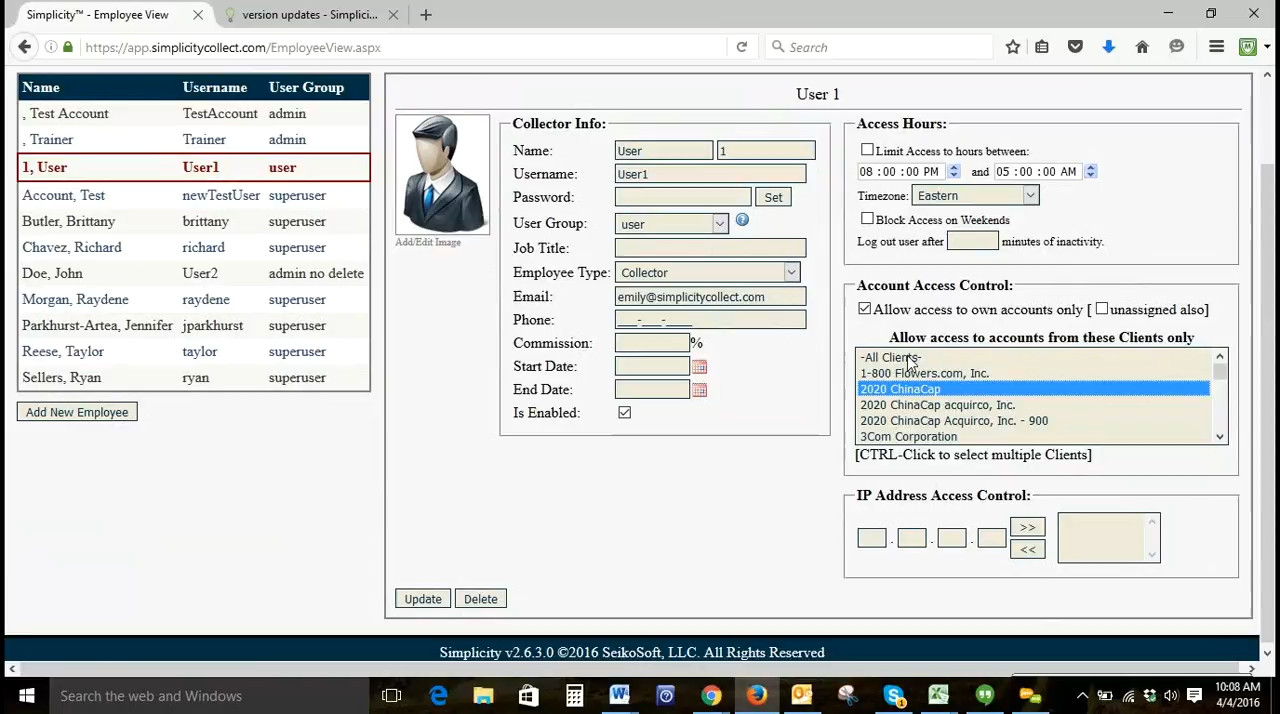 Simplicity™ - Employee View
version updates - Simplici...
https://app.simplicitycollect.com/EmployeeView.aspx
Search
Name Username User Group
, Test Account TestAccount admin
, Trainer Trainer admin
1, User User1 user
Account, Test newTestUser superuser
Butler, Brittany brittany superuser
Chavez, Richard richard superuser
Doe, John User2 admin no delete
Morgan, Raydene raydene superuser
Parkhurst-Artea, Jennifer jparkhurst superuser
Reese, Taylor taylor superuser
Sellers, Ryan ryan superuser
Add New Employee
User 1
Add/Edit Image
Collector Info:
Name: User 1
Username: User1
Password: Set
User Group: user
Job Title:
Employee Type: Collector
Email: emily@simplicitycollect.com
Phone: ___-___-____
Commission: %
Start Date:
End Date:
Is Enabled:
Access Hours:
Limit Access to hours between:
08 : 00 : 00 PM and 05 : 00 : 00 AM
Timezone: Eastern
Block Access on Weekends
Log out user after minutes of inactivity.
Account Access Control:
Allow access to own accounts only [ unassigned also]
Allow access to accounts from these Clients only
-All Clients-
1-800 Flowers.com, Inc.
2020 ChinaCap
2020 ChinaCap acquirco, Inc.
2020 ChinaCap Acquirco, Inc. - 900
3Com Corporation
[CTRL-Click to select multiple Clients]
IP Address Access Control:
. . . >>
<<
Update Delete
Simplicity v2.6.3.0 ©2016 SeikoSoft, LLC. All Rights Reserved
Search the web and Windows
10:08 AM
4/4/2016